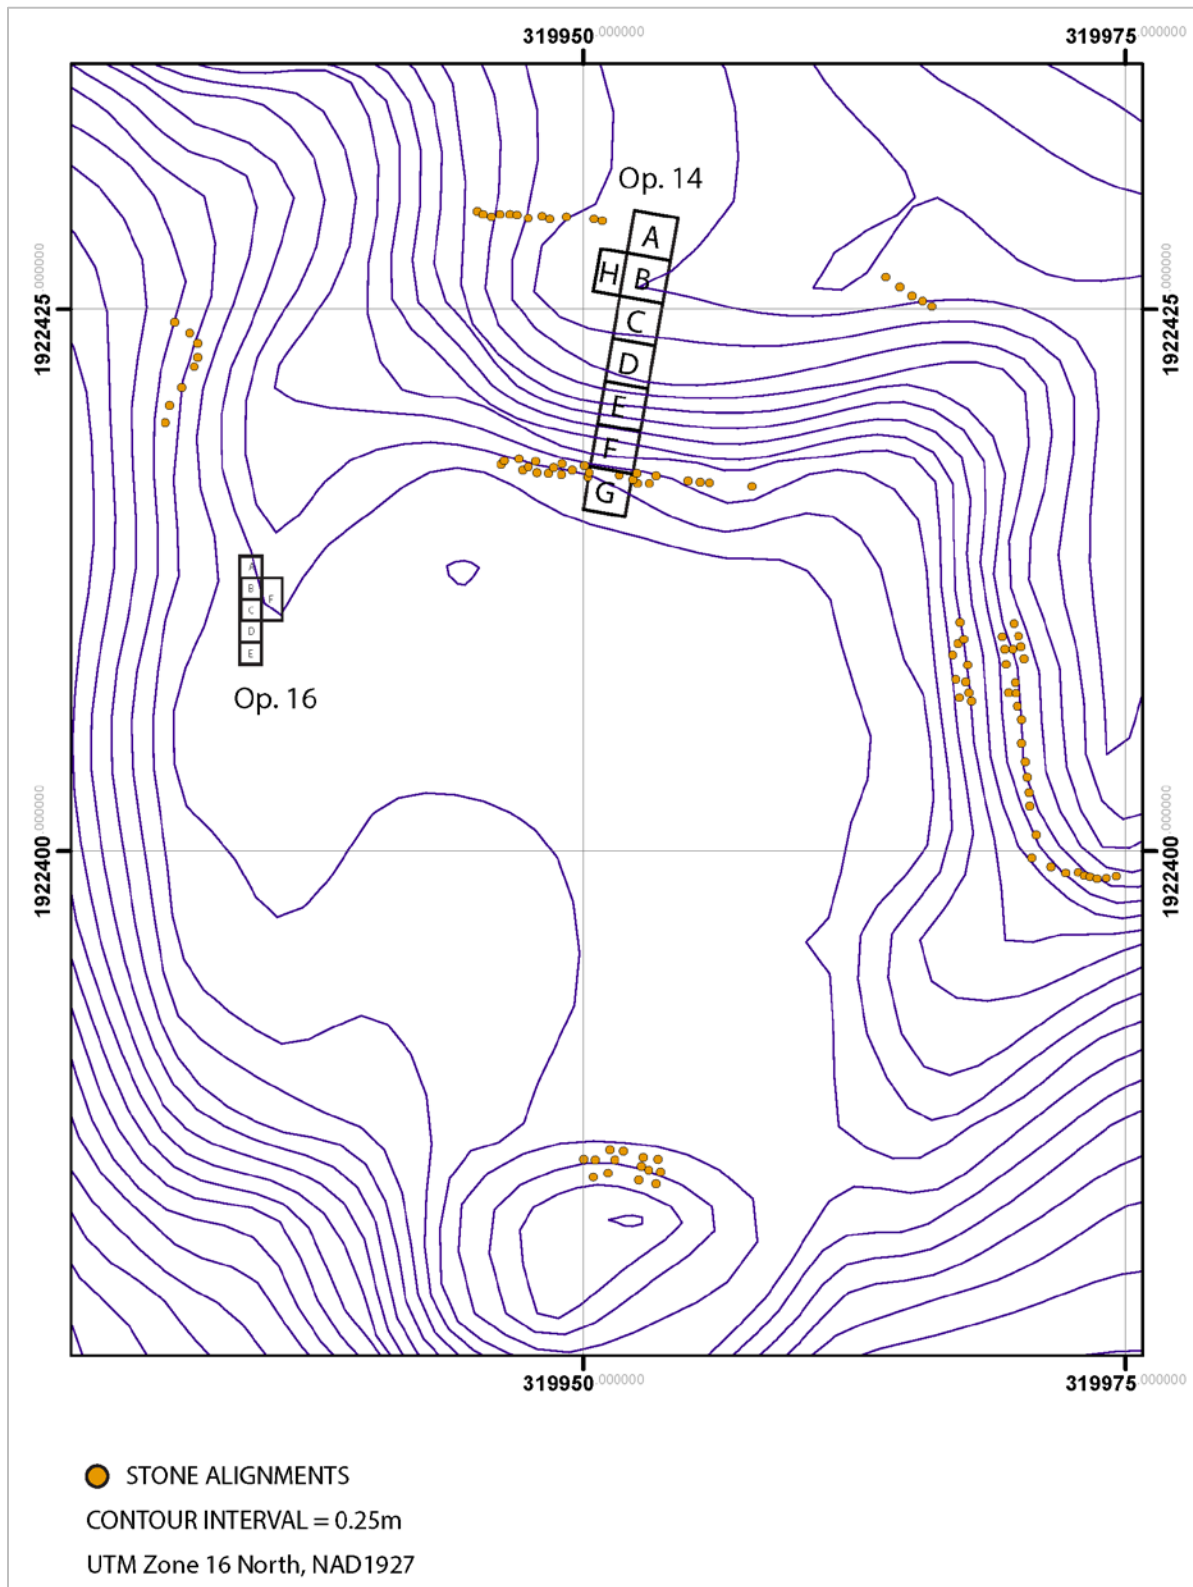 319950.000000 319975.000000
Op. 14
A
H B
1922425.000000 1922425.000000
C
D
E
F
G
A
B F
C
D
E
Op. 16
1922400.000000 1922400.000000
319950.000000 319975.000000
STONE ALIGNMENTS
CONTOUR INTERVAL = 0.25m
UTM Zone 16 North, NAD1927